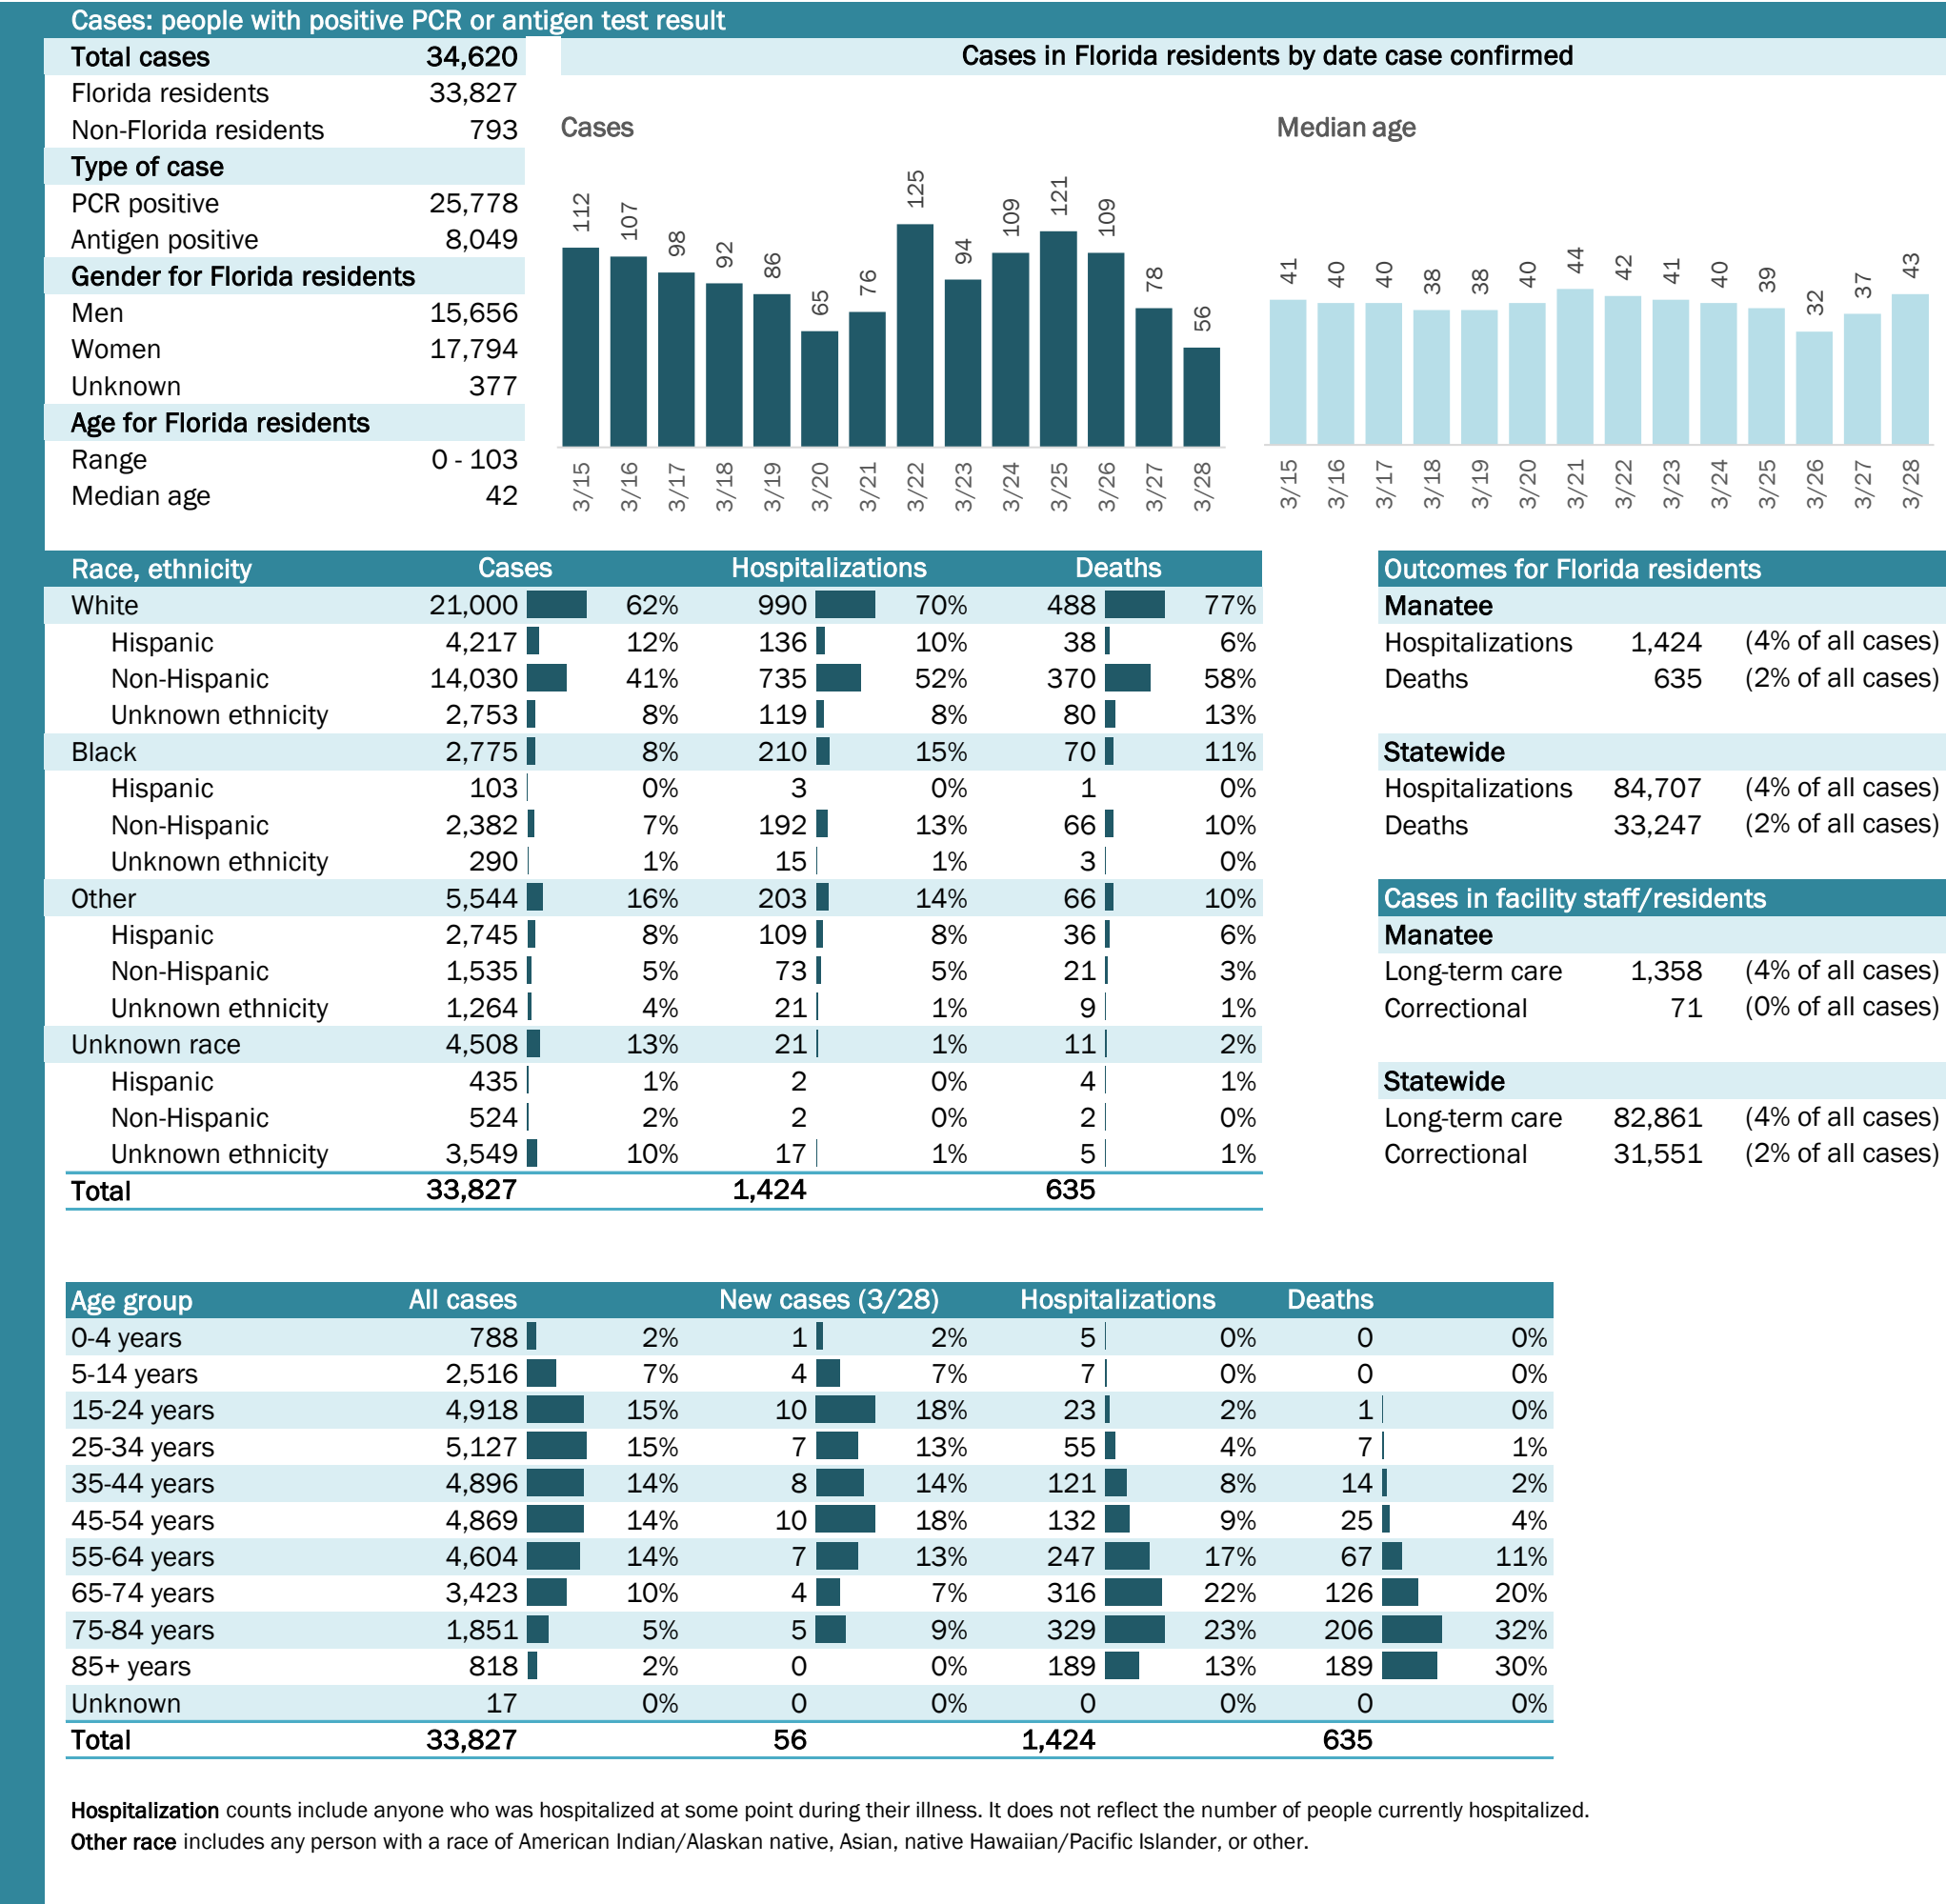 Cases: people with positive PCR or antigen test result
Total cases 34,620
Florida residents 33,827
Non-Florida residents 793
Type of case
PCR positive 25,778
Antigen positive 8,049
Gender for Florida residents
Men 15,656
Women 17,794
Unknown 377
Age for Florida residents
Range 0 - 103
Median age 42
Cases in Florida residents by date case confirmed
Cases
112 107 98 92 86 65 76 125 94 109 121 109 78 56
3/15 3/16 3/17 3/18 3/19 3/20 3/21 3/22 3/23 3/24 3/25 3/26 3/27 3/28
Median age
41 40 40 38 38 40 44 42 41 40 39 32 37 43
3/15 3/16 3/17 3/18 3/19 3/20 3/21 3/22 3/23 3/24 3/25 3/26 3/27 3/28
Race, ethnicity Cases Hospitalizations Deaths
White 21,000 62% 990 70% 488 77%
Hispanic 4,217 12% 136 10% 38 6%
Non-Hispanic 14,030 41% 735 52% 370 58%
Unknown ethnicity 2,753 8% 119 8% 80 13%
Black 2,775 8% 210 15% 70 11%
Hispanic 103 0% 3 0% 1 0%
Non-Hispanic 2,382 7% 192 13% 66 10%
Unknown ethnicity 290 1% 15 1% 3 0%
Other 5,544 16% 203 14% 66 10%
Hispanic 2,745 8% 109 8% 36 6%
Non-Hispanic 1,535 5% 73 5% 21 3%
Unknown ethnicity 1,264 4% 21 1% 9 1%
Unknown race 4,508 13% 21 1% 11 2%
Hispanic 435 1% 2 0% 4 1%
Non-Hispanic 524 2% 2 0% 2 0%
Unknown ethnicity 3,549 10% 17 1% 5 1%
Total 33,827 1,424 635
Outcomes for Florida residents
Manatee
Hospitalizations 1,424 (4% of all cases)
Deaths 635 (2% of all cases)
Statewide
Hospitalizations 84,707 (4% of all cases)
Deaths 33,247 (2% of all cases)
Cases in facility staff/residents
Manatee
Long-term care 1,358 (4% of all cases)
Correctional 71 (0% of all cases)
Statewide
Long-term care 82,861 (4% of all cases)
Correctional 31,551 (2% of all cases)
Age group All cases New cases (3/28) Hospitalizations Deaths
0-4 years 788 2% 1 2% 5 0% 0 0%
5-14 years 2,516 7% 4 7% 7 0% 0 0%
15-24 years 4,918 15% 10 18% 23 2% 1 0%
25-34 years 5,127 15% 7 13% 55 4% 7 1%
35-44 years 4,896 14% 8 14% 121 8% 14 2%
45-54 years 4,869 14% 10 18% 132 9% 25 4%
55-64 years 4,604 14% 7 13% 247 17% 67 11%
65-74 years 3,423 10% 4 7% 316 22% 126 20%
75-84 years 1,851 5% 5 9% 329 23% 206 32%
85+ years 818 2% 0 0% 189 13% 189 30%
Unknown 17 0% 0 0% 0 0% 0 0%
Total 33,827 56 1,424 635
Hospitalization counts include anyone who was hospitalized at some point during their illness. It does not reflect the number of people currently hospitalized.
Other race includes any person with a race of American Indian/Alaskan native, Asian, native Hawaiian/Pacific Islander, or other.